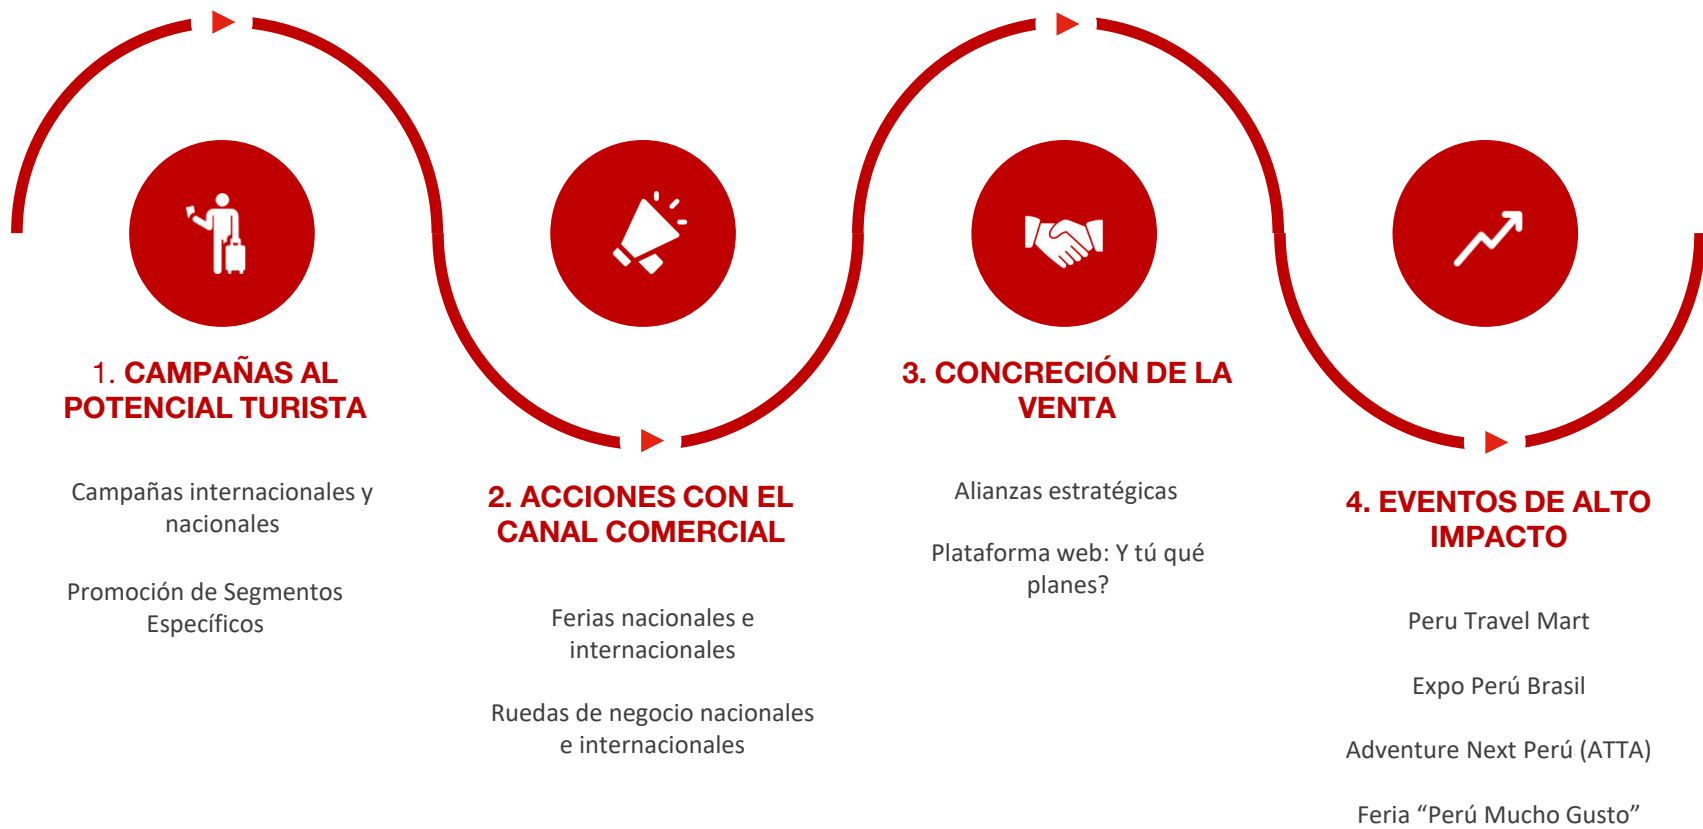 1. CAMPAÑAS AL
POTENCIAL TURISTA
Campañas internacionales y
nacionales
Promoción de Segmentos
Específicos
2. ACCIONES CON EL
CANAL COMERCIAL
Ferias nacionales e
internacionales
Ruedas de negocio nacionales
e internacionales
3. CONCRECIÓN DE LA
VENTA
Alianzas estratégicas
Plataforma web: Y tú qué
planes?
4. EVENTOS DE ALTO
IMPACTO
Peru Travel Mart
Expo Perú Brasil
Adventure Next Perú (ATTA)
Feria “Perú Mucho Gusto”